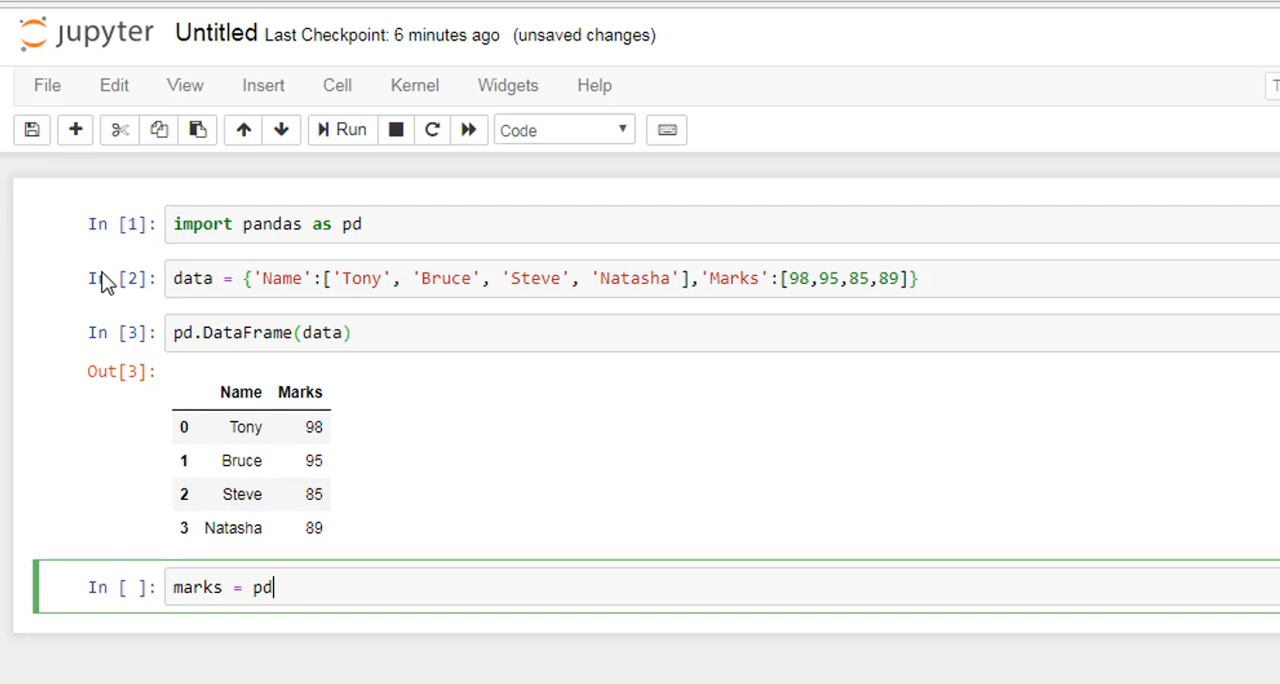 jupyter Untitled Last Checkpoint: 6 minutes ago (unsaved changes)
File Edit View Insert Cell Kernel Widgets Help
Run Code
In [1]: import pandas as pd
In [2]: data = {'Name':['Tony', 'Bruce', 'Steve', 'Natasha'],'Marks':[98,95,85,89]}
In [3]: pd.DataFrame(data)
Out[3]:
Name Marks
0 Tony 98
1 Bruce 95
2 Steve 85
3 Natasha 89
In [ ]: marks = pd